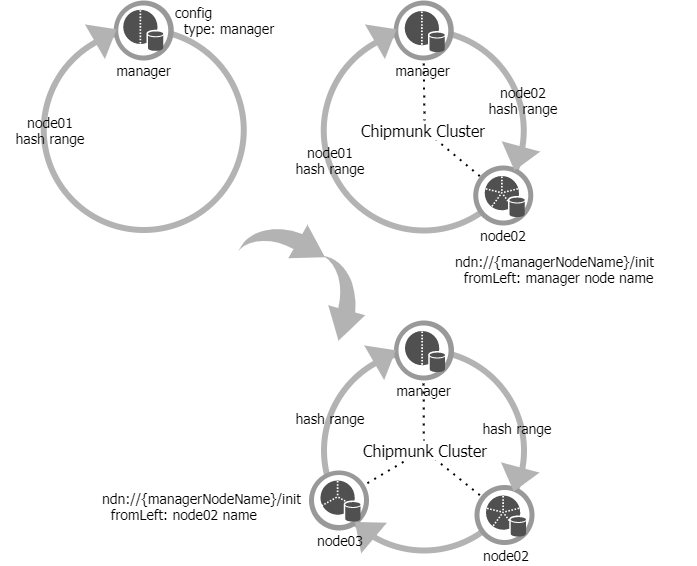 config
type: manager
manager
node01
hash range
manager
node02
hash range
Chipmunk Cluster
node01
hash range
node02
ndn://{managerNodeName}/init
fromLeft: manager node name
manager
hash range
hash range
Chipmunk Cluster
ndn://{managerNodeName}/init
fromLeft: node02 name
node03
node02